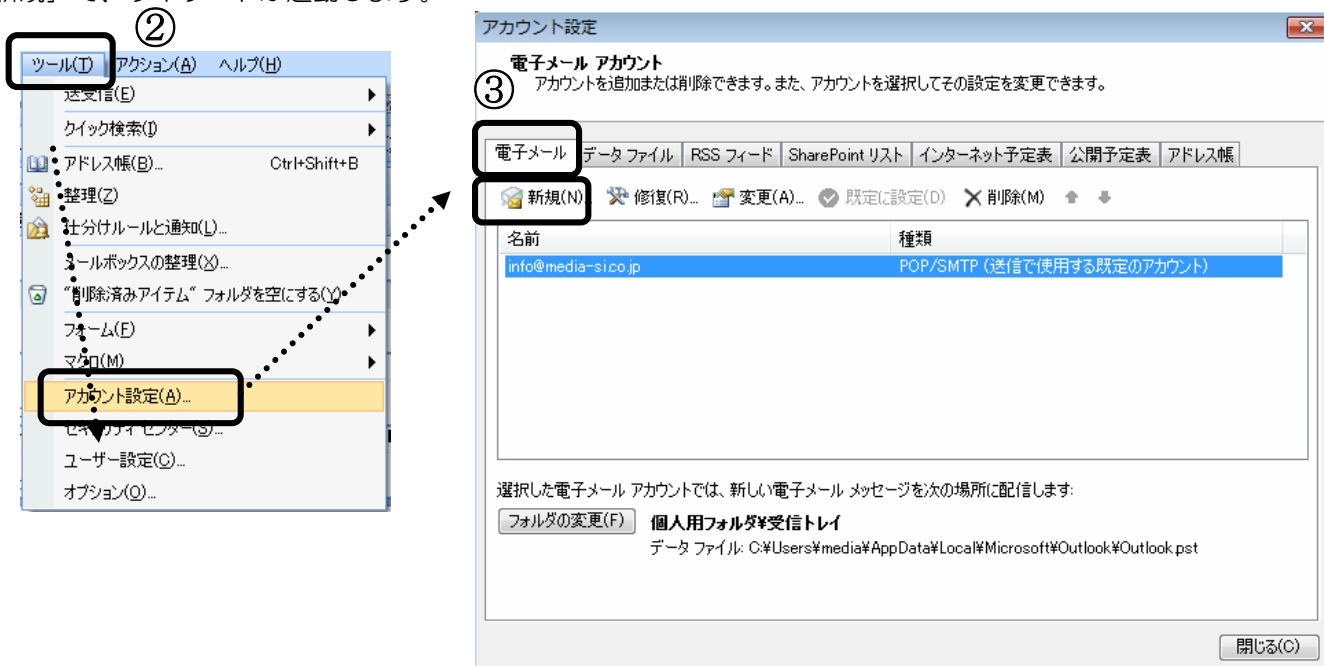 ②
ツール(T) アクション(A) ヘルプ(H)
送受信(E)
クイック検索(I)
アドレス帳(B)... Ctrl+Shift+B
整理(Z)
仕分けルールと通知(L)...
メールボックスの整理(X)...
"削除済みアイテム" フォルダを空にする(Y)
フォーム(F)
マクロ(M)
アカウント設定(A)...
セキュリティ センター(S)...
ユーザー設定(C)...
オプション(O)...
アカウント設定
電子メール アカウント
アカウントを追加または削除できます。また、アカウントを選択してその設定を変更できます。
③
電子メール データ ファイル RSS フィード SharePoint リスト インターネット予定表 公開予定表 アドレス帳
新規(N)... 修復(R)... 変更(A)... 既定に設定(D) 削除(M)
名前 種類
info@media-si.co.jp POP/SMTP (送信で使用する既定のアカウント)
選択した電子メール アカウントでは、新しい電子メール メッセージを次の場所に配信します:
フォルダの変更(F) 個人用フォルダ¥受信トレイ
データ ファイル: C:¥Users¥media¥AppData¥Local¥Microsoft¥Outlook¥Outlook.pst
閉じる(C)